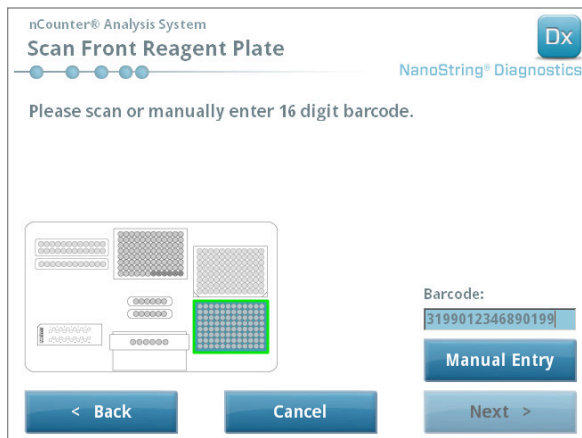 nCounter® Analysis System
Scan Front Reagent Plate
Dx
NanoString® Diagnostics
Please scan or manually enter 16 digit barcode.
Barcode:
3199012346890199
Manual Entry
< Back
Cancel
Next >